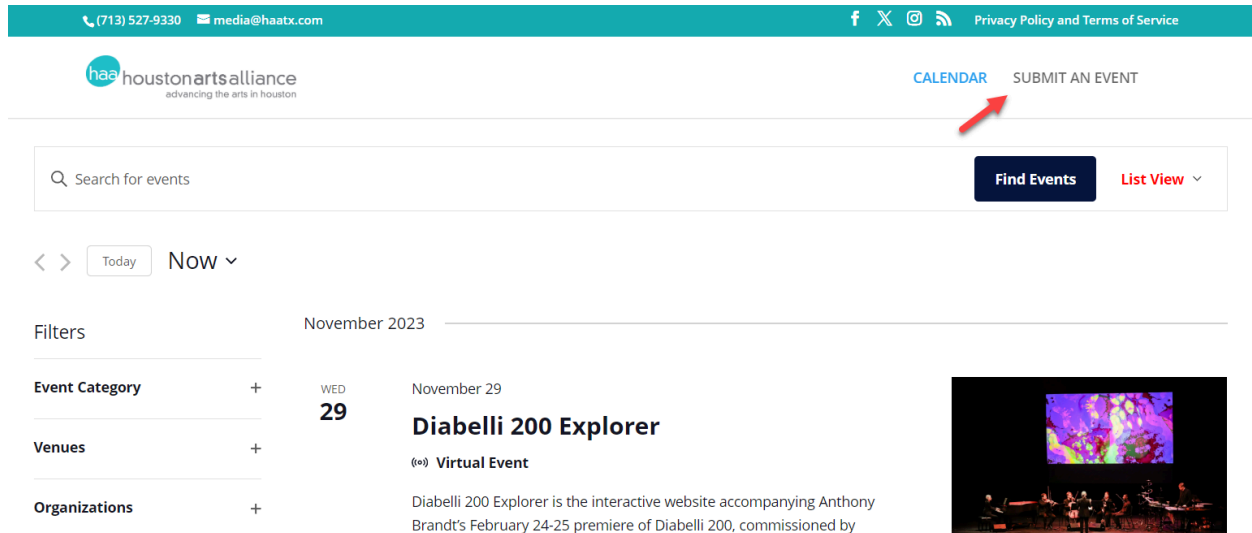 (713) 527-9330 media@haatx.com Privacy Policy and Terms of Service
haa houstonartsalliance
advancing the arts in houston
CALENDAR SUBMIT AN EVENT
Search for events Find Events List View
Today Now
Filters
November 2023
Event Category +
Venues +
Organizations +
WED
29
November 29
Diabelli 200 Explorer
Virtual Event
Diabelli 200 Explorer is the interactive website accompanying Anthony
Brandt’s February 24-25 premiere of Diabelli 200, commissioned by